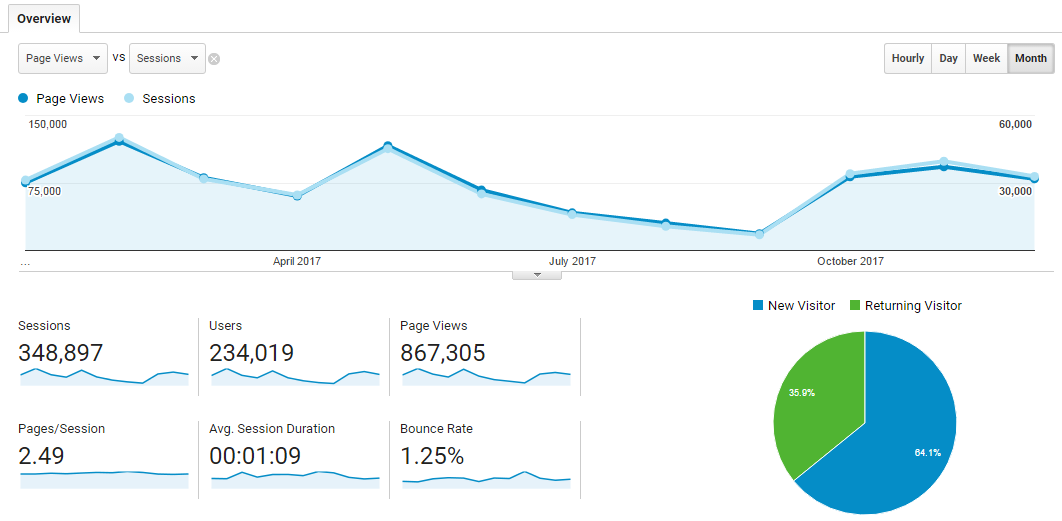 Overview
Page Views VS Sessions
Hourly Day Week Month
Page Views Sessions
150,000 60,000
75,000 30,000
... April 2017 July 2017 October 2017
New Visitor Returning Visitor
Sessions Users Page Views
348,897 234,019 867,305
35.9%
Pages/Session Avg. Session Duration Bounce Rate
2.49 00:01:09 1.25%
64.1%